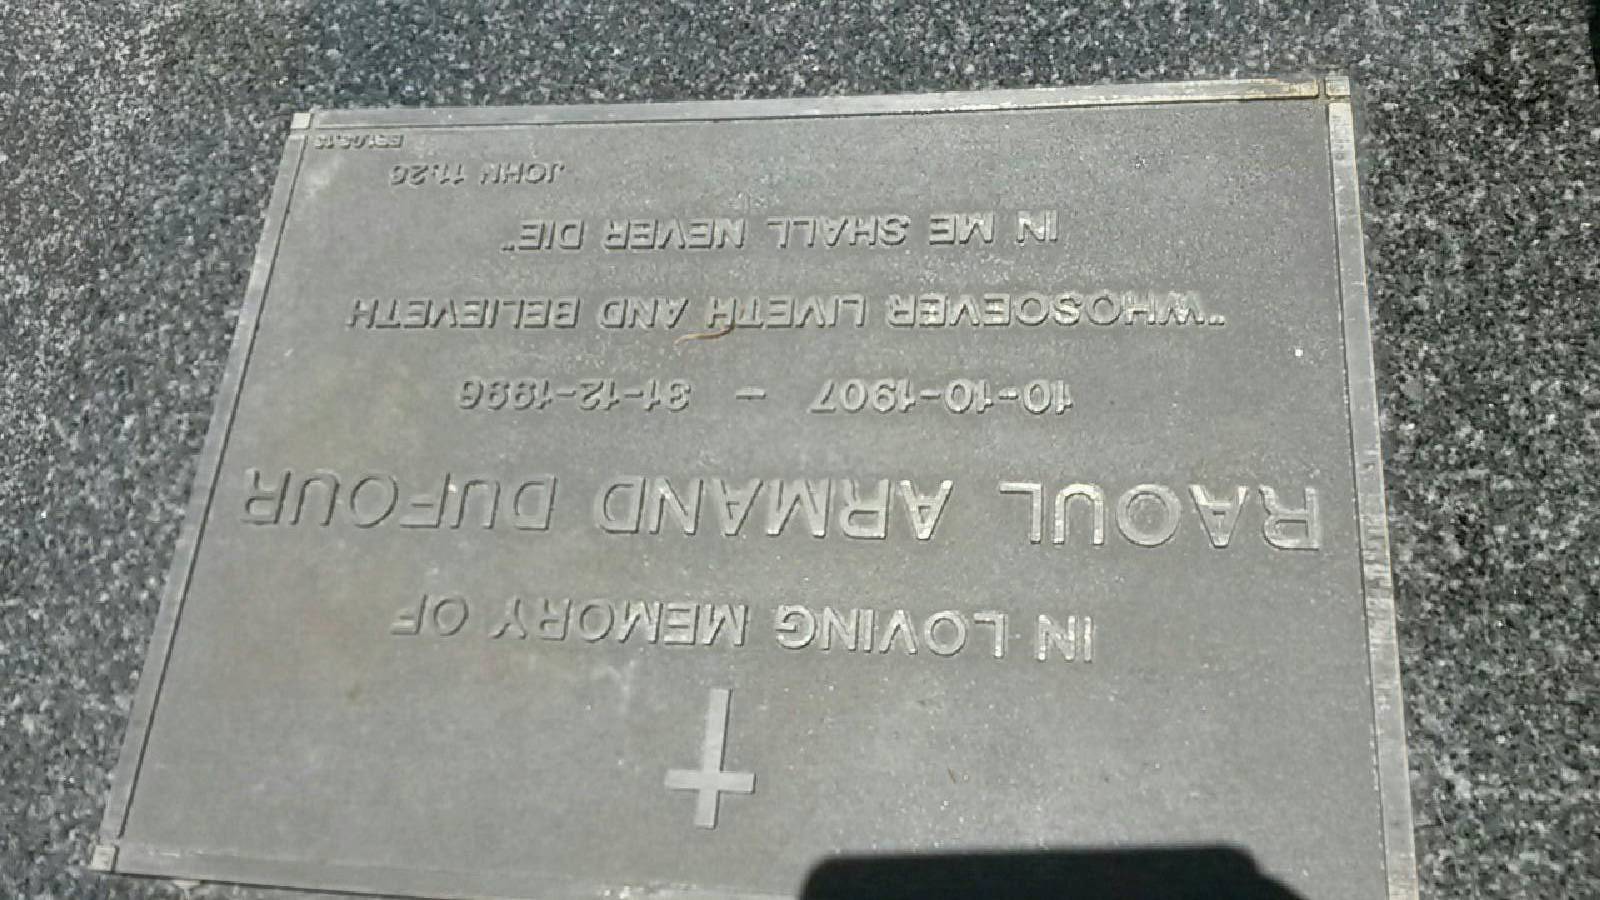 IN LOVING MEMORY OF
RAOUL ARMAND DUFOUR
10-10-1907 – 31-12-1996
"WHOSOEVER LIVETH AND BELIEVETH
IN ME SHALL NEVER DIE"
JOHN 11:26